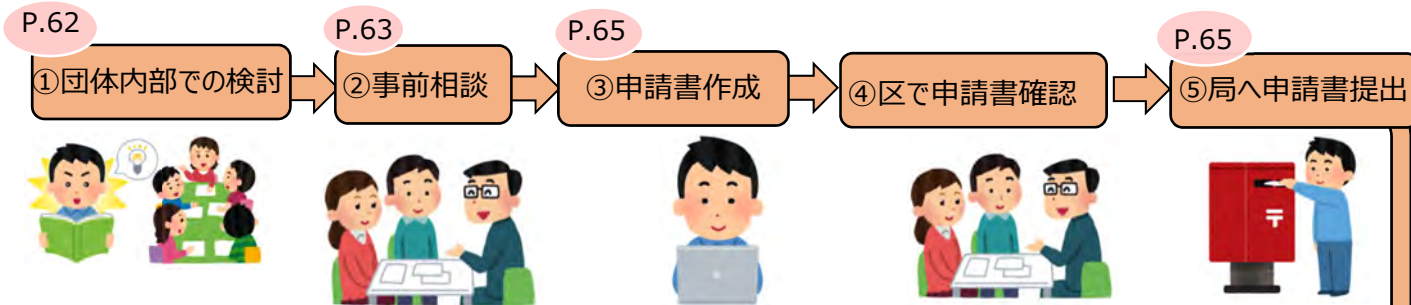 P.62
①団体内部での検討
P.63
②事前相談
P.65
③申請書作成
④区で申請書確認
P.65
⑤局へ申請書提出
〒